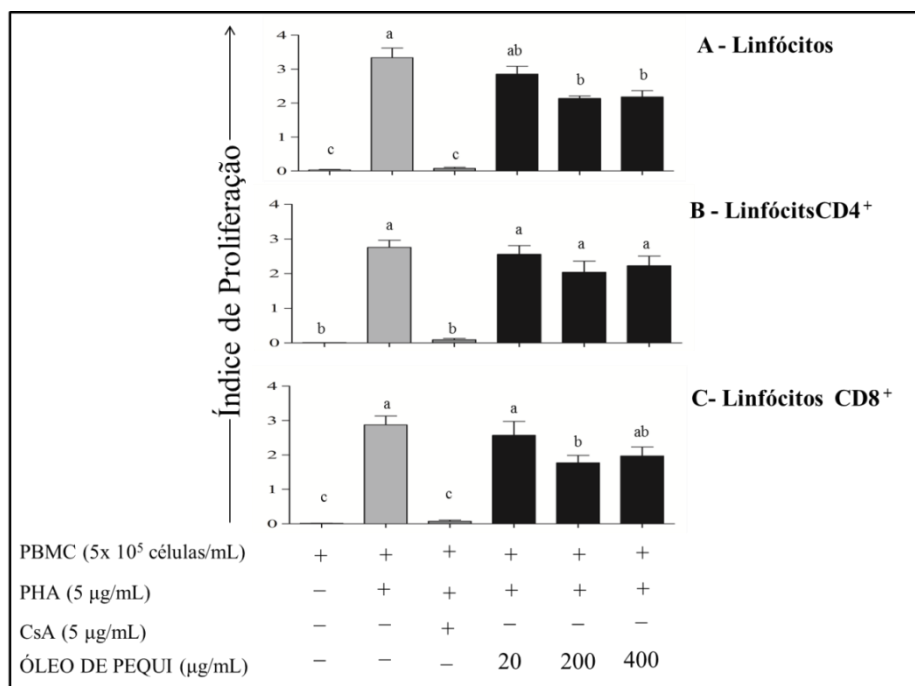 Índice de Proliferação
A - Linfócitos
4
3
2
1
0
c
a
c
ab
b
b
B - LinfócitsCD4⁺
4
3
2
1
0
b
a
b
a
a
a
C- Linfócitos CD8⁺
4
3
2
1
0
c
a
c
a
b
ab
PBMC (5x 10⁵ células/mL) + + + + + +
PHA (5 µg/mL) − + + + + +
CsA (5 µg/mL) − − + − − −
ÓLEO DE PEQUI (µg/mL) − − − 20 200 400